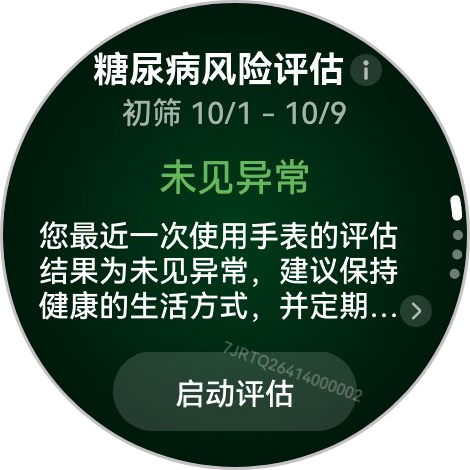 糖尿病风险评估
初筛 10/1 - 10/9
未见异常
您最近一次使用手表的评估
结果为未见异常，建议保持
健康的生活方式，并定期...
7JRTQ26414000002
启动评估